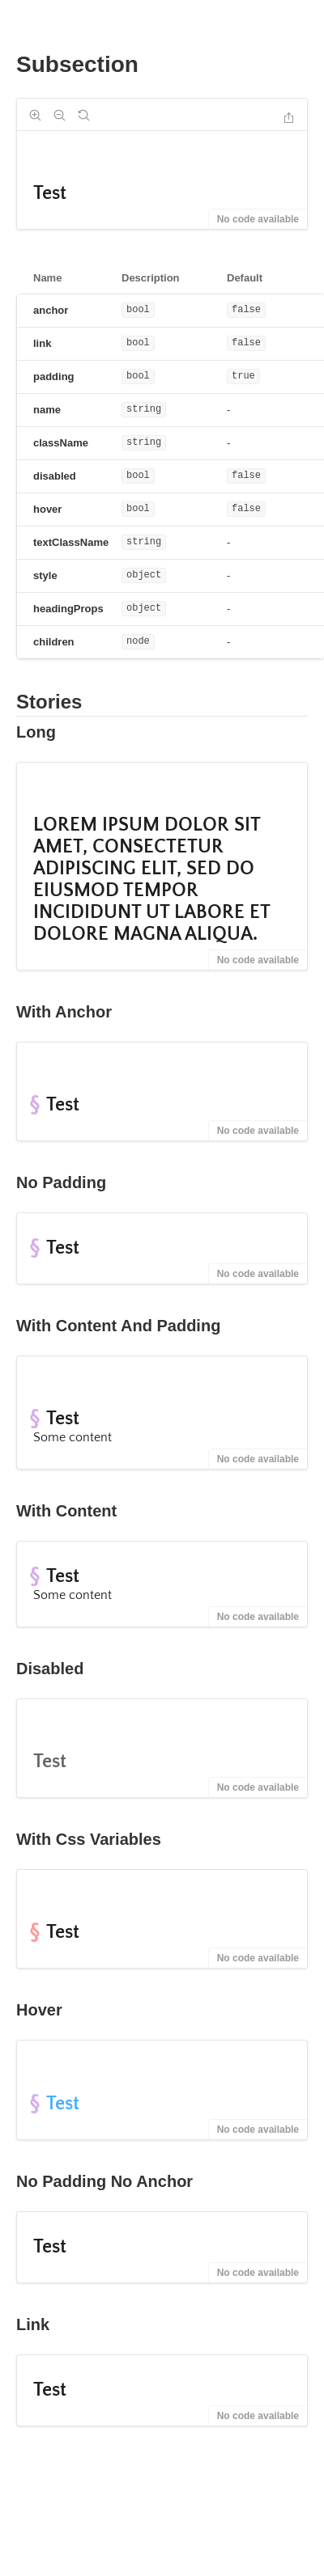 Subsection
Test
No code available
Name Description Default
anchor bool false
link bool false
padding bool true
name string -
className string -
disabled bool false
hover bool false
textClassName string -
style object -
headingProps object -
children node -
Stories
Long
LOREM IPSUM DOLOR SIT
AMET, CONSECTETUR
ADIPISCING ELIT, SED DO
EIUSMOD TEMPOR
INCIDIDUNT UT LABORE ET
DOLORE MAGNA ALIQUA.
No code available
With Anchor
§ Test
No code available
No Padding
§ Test
No code available
With Content And Padding
§ Test
Some content
No code available
With Content
§ Test
Some content
No code available
Disabled
Test
No code available
With Css Variables
§ Test
No code available
Hover
§ Test
No code available
No Padding No Anchor
Test
No code available
Link
Test
No code available